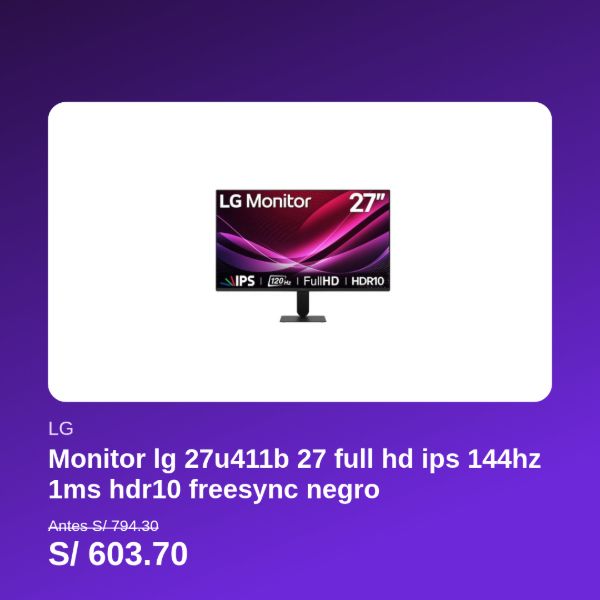 LG Monitor 27"
IPS | 120Hz | FullHD | HDR10
LG
Monitor lg 27u411b 27 full hd ips 144hz
1ms hdr10 freesync negro
Antes S/ 794.30
S/ 603.70